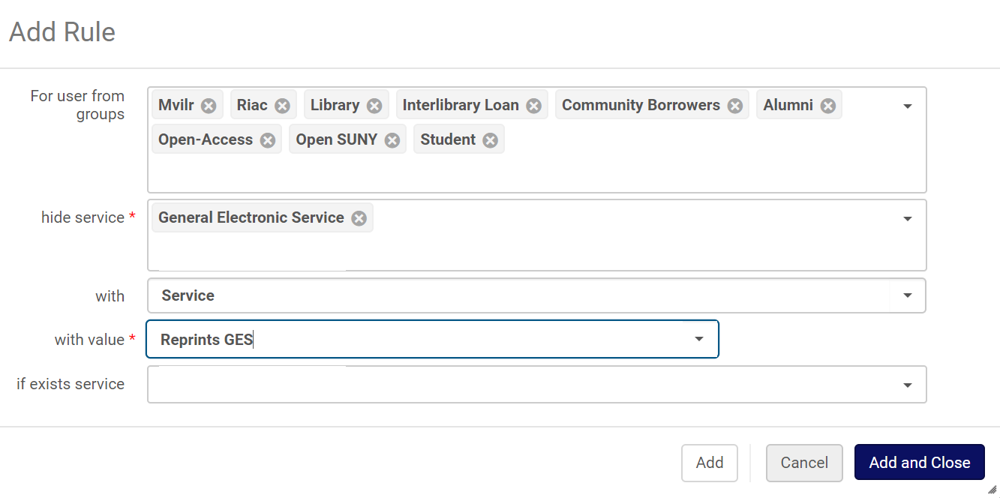 Add Rule
For user from groups
Mvilr Riac Library Interlibrary Loan Community Borrowers Alumni
Open-Access Open SUNY Student
hide service * General Electronic Service
with Service
with value * Reprints GES
if exists service
Add Cancel Add and Close